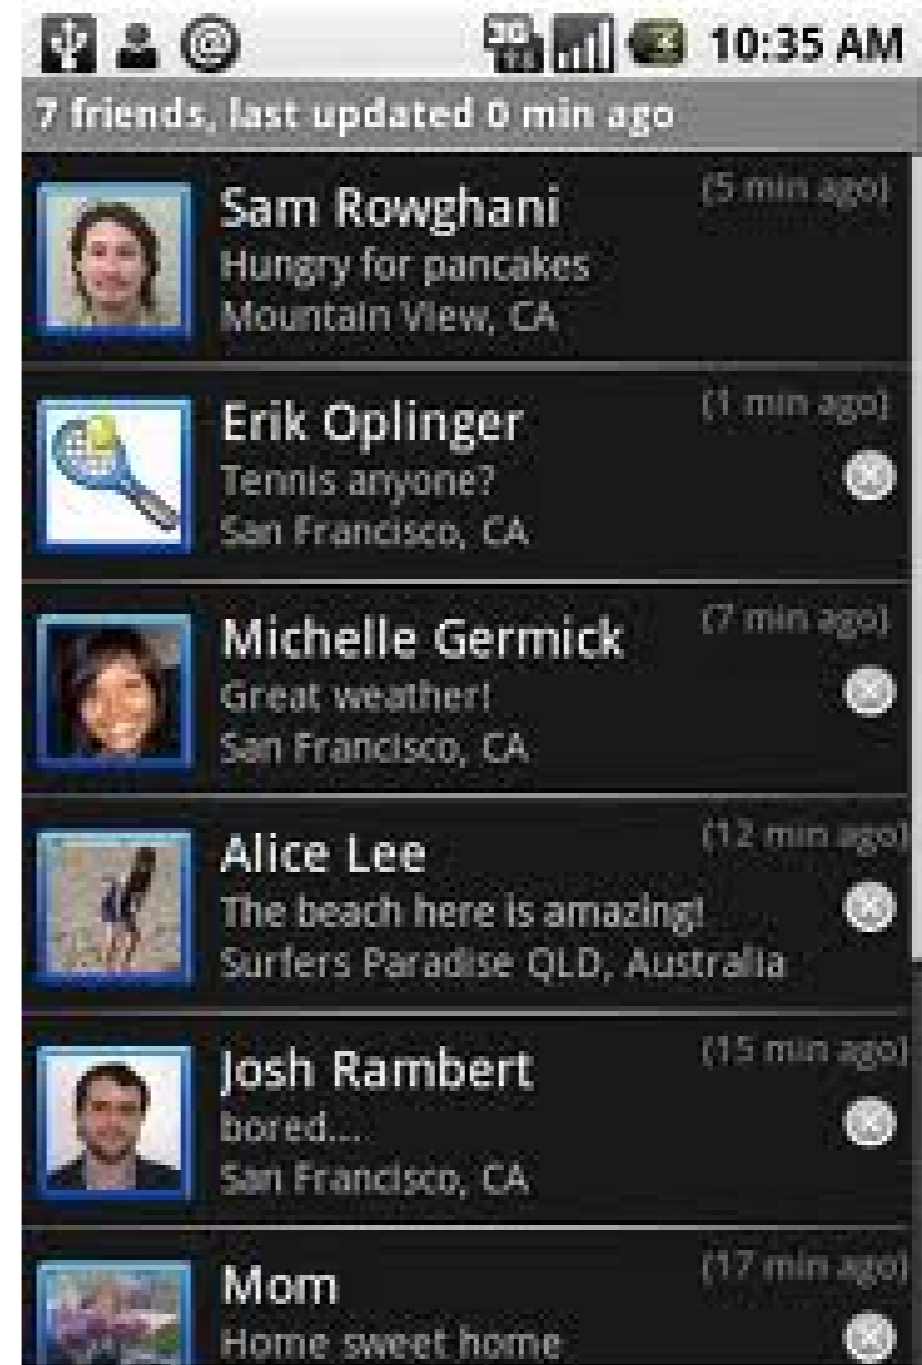 10:35 AM
7 friends, last updated 0 min ago
Sam Rowghani
(5 min ago)
Hungry for pancakes
Mountain View, CA
Erik Oplinger
(1 min ago)
Tennis anyone?
San Francisco, CA
Michelle Germick
(7 min ago)
Great weather!
San Francisco, CA
Alice Lee
(12 min ago)
The beach here is amazing!
Surfers Paradise QLD, Australia
Josh Rambert
(15 min ago)
bored...
San Francisco, CA
Mom
(17 min ago)
Home sweet home